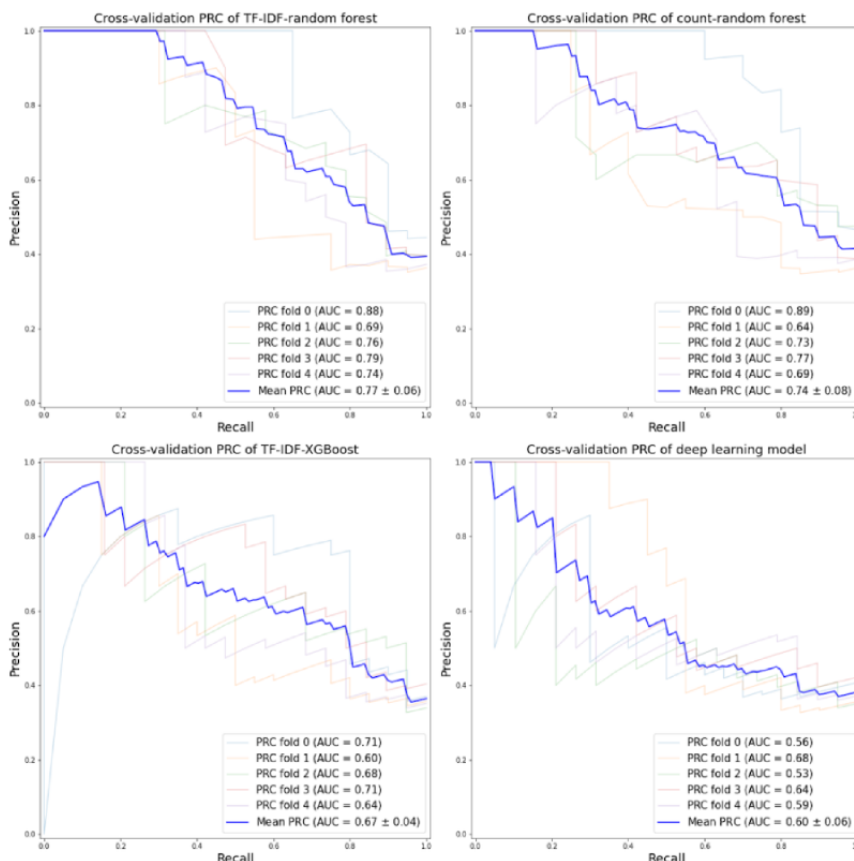 Cross-validation PRC of TF-IDF-random forest
1.0
0.8
0.6
0.4
0.2
0.0
Precision
PRC fold 0 (AUC = 0.88)
PRC fold 1 (AUC = 0.69)
PRC fold 2 (AUC = 0.76)
PRC fold 3 (AUC = 0.79)
PRC fold 4 (AUC = 0.74)
Mean PRC (AUC = 0.77 ± 0.06)
0.0 0.2 0.4 0.6 0.8 1.0
Recall
Cross-validation PRC of count-random forest
1.0
0.8
0.6
0.4
0.2
0.0
Precision
PRC fold 0 (AUC = 0.89)
PRC fold 1 (AUC = 0.64)
PRC fold 2 (AUC = 0.73)
PRC fold 3 (AUC = 0.77)
PRC fold 4 (AUC = 0.69)
Mean PRC (AUC = 0.74 ± 0.08)
0.0 0.2 0.4 0.6 0.8 1.0
Recall
Cross-validation PRC of TF-IDF-XGBoost
1.0
0.8
0.6
0.4
0.2
0.0
Precision
PRC fold 0 (AUC = 0.71)
PRC fold 1 (AUC = 0.60)
PRC fold 2 (AUC = 0.68)
PRC fold 3 (AUC = 0.71)
PRC fold 4 (AUC = 0.64)
Mean PRC (AUC = 0.67 ± 0.04)
0.0 0.2 0.4 0.6 0.8 1.0
Recall
Cross-validation PRC of deep learning model
1.0
0.8
0.6
0.4
0.2
0.0
Precision
PRC fold 0 (AUC = 0.56)
PRC fold 1 (AUC = 0.68)
PRC fold 2 (AUC = 0.53)
PRC fold 3 (AUC = 0.64)
PRC fold 4 (AUC = 0.59)
Mean PRC (AUC = 0.60 ± 0.06)
0.0 0.2 0.4 0.6 0.8 1.0
Recall